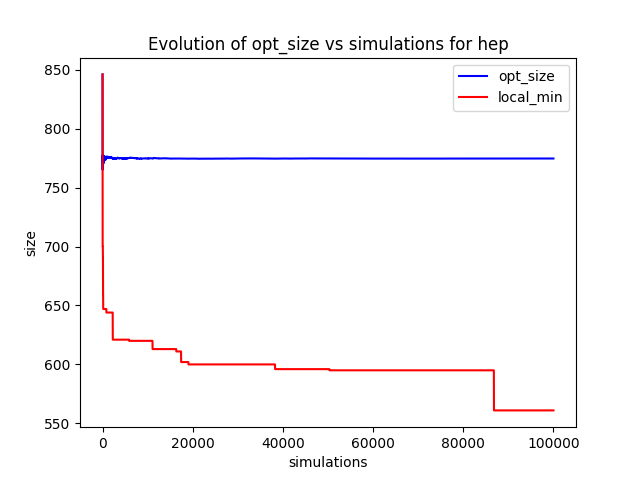 Evolution of opt_size vs simulations for hep
opt_size
local_min
850
800
750
700
650
600
550
size
0
20000
40000
60000
80000
100000
simulations